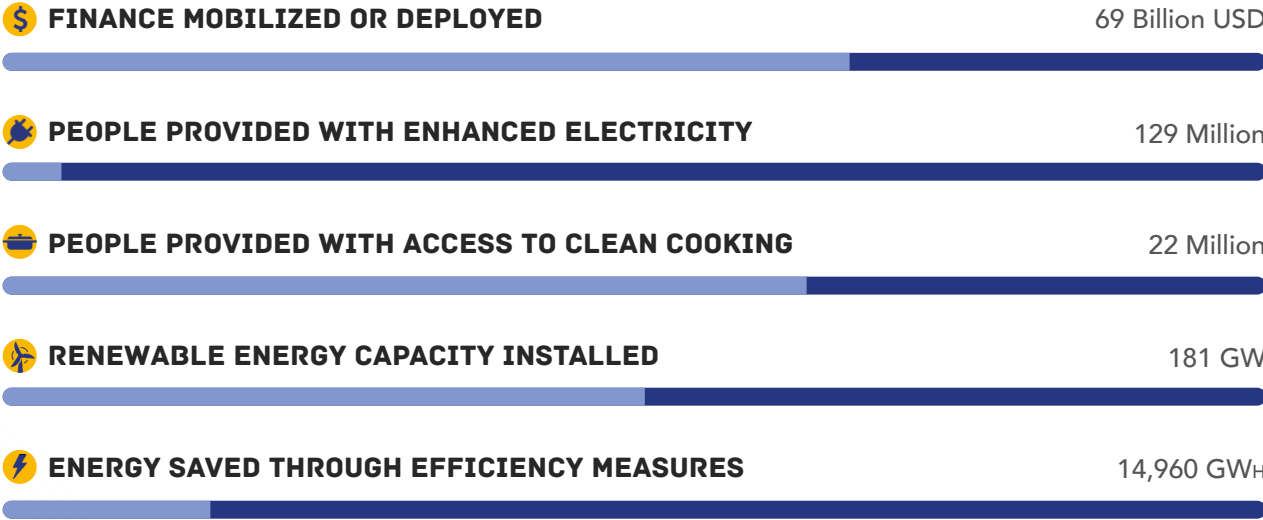 $ FINANCE MOBILIZED OR DEPLOYED 69 Billion USD
PEOPLE PROVIDED WITH ENHANCED ELECTRICITY 129 Million
PEOPLE PROVIDED WITH ACCESS TO CLEAN COOKING 22 Million
RENEWABLE ENERGY CAPACITY INSTALLED 181 GW
ENERGY SAVED THROUGH EFFICIENCY MEASURES 14,960 GWH